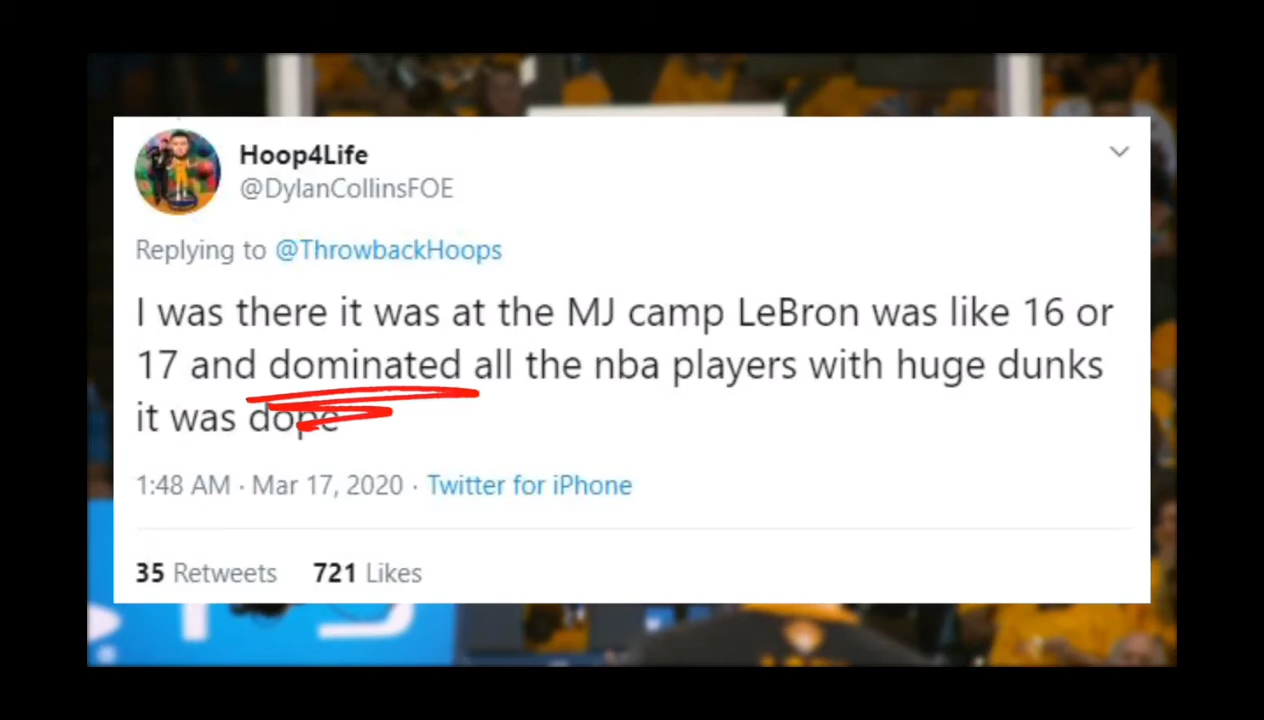 Hoop4Life
@DylanCollinsFOE
Replying to @ThrowbackHoops
I was there it was at the MJ camp LeBron was like 16 or
17 and dominated all the nba players with huge dunks
it was dope
1:48 AM · Mar 17, 2020 · Twitter for iPhone
35 Retweets 721 Likes